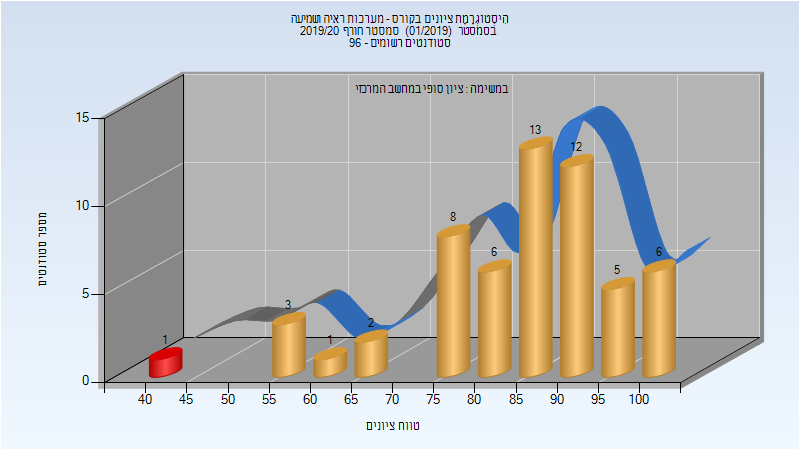 היסטוגרמת ציונים בקורס - מערכות ראיה ושמיעה
בסמסטר (01/2019) סמסטר חורף 2019/20
סטודנטים רשומים - 96
במשימה : ציון סופי במחשב המרכזי
מספר סטודנטים
15
10
5
0
1
3
1
2
8
6
13
12
5
6
40 45 50 55 60 65 70 75 80 85 90 95 100
טווח ציונים